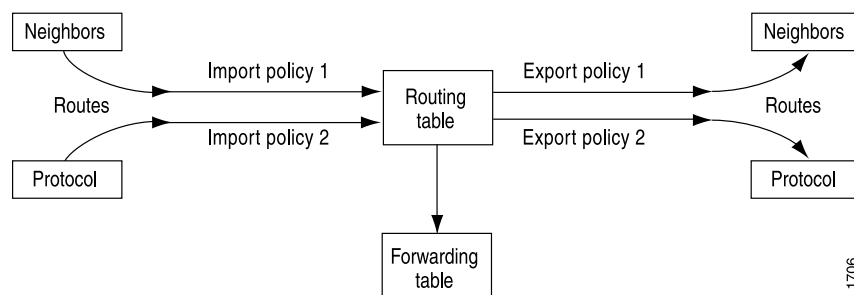 Neighbors
Neighbors
Import policy 1
Export policy 1
Routes
Routing
table
Routes
Import policy 2
Export policy 2
Protocol
Protocol
Forwarding
table
1706